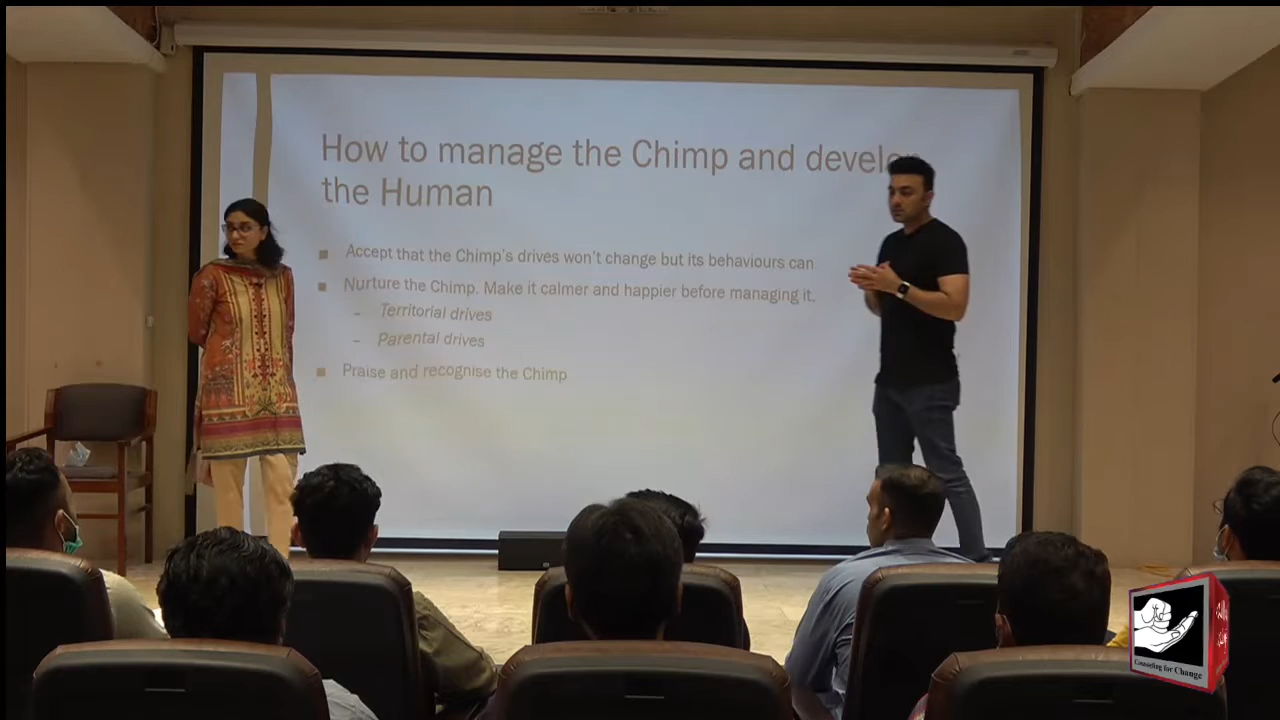 How to manage the Chimp and develo
the Human
Accept that the Chimp's drives won't change but its behaviours can
Nurture the Chimp. Make it calmer and happier before managing it.
– Territorial drives
– Parental drives
Praise and recognise the Chimp
Counseling for Change